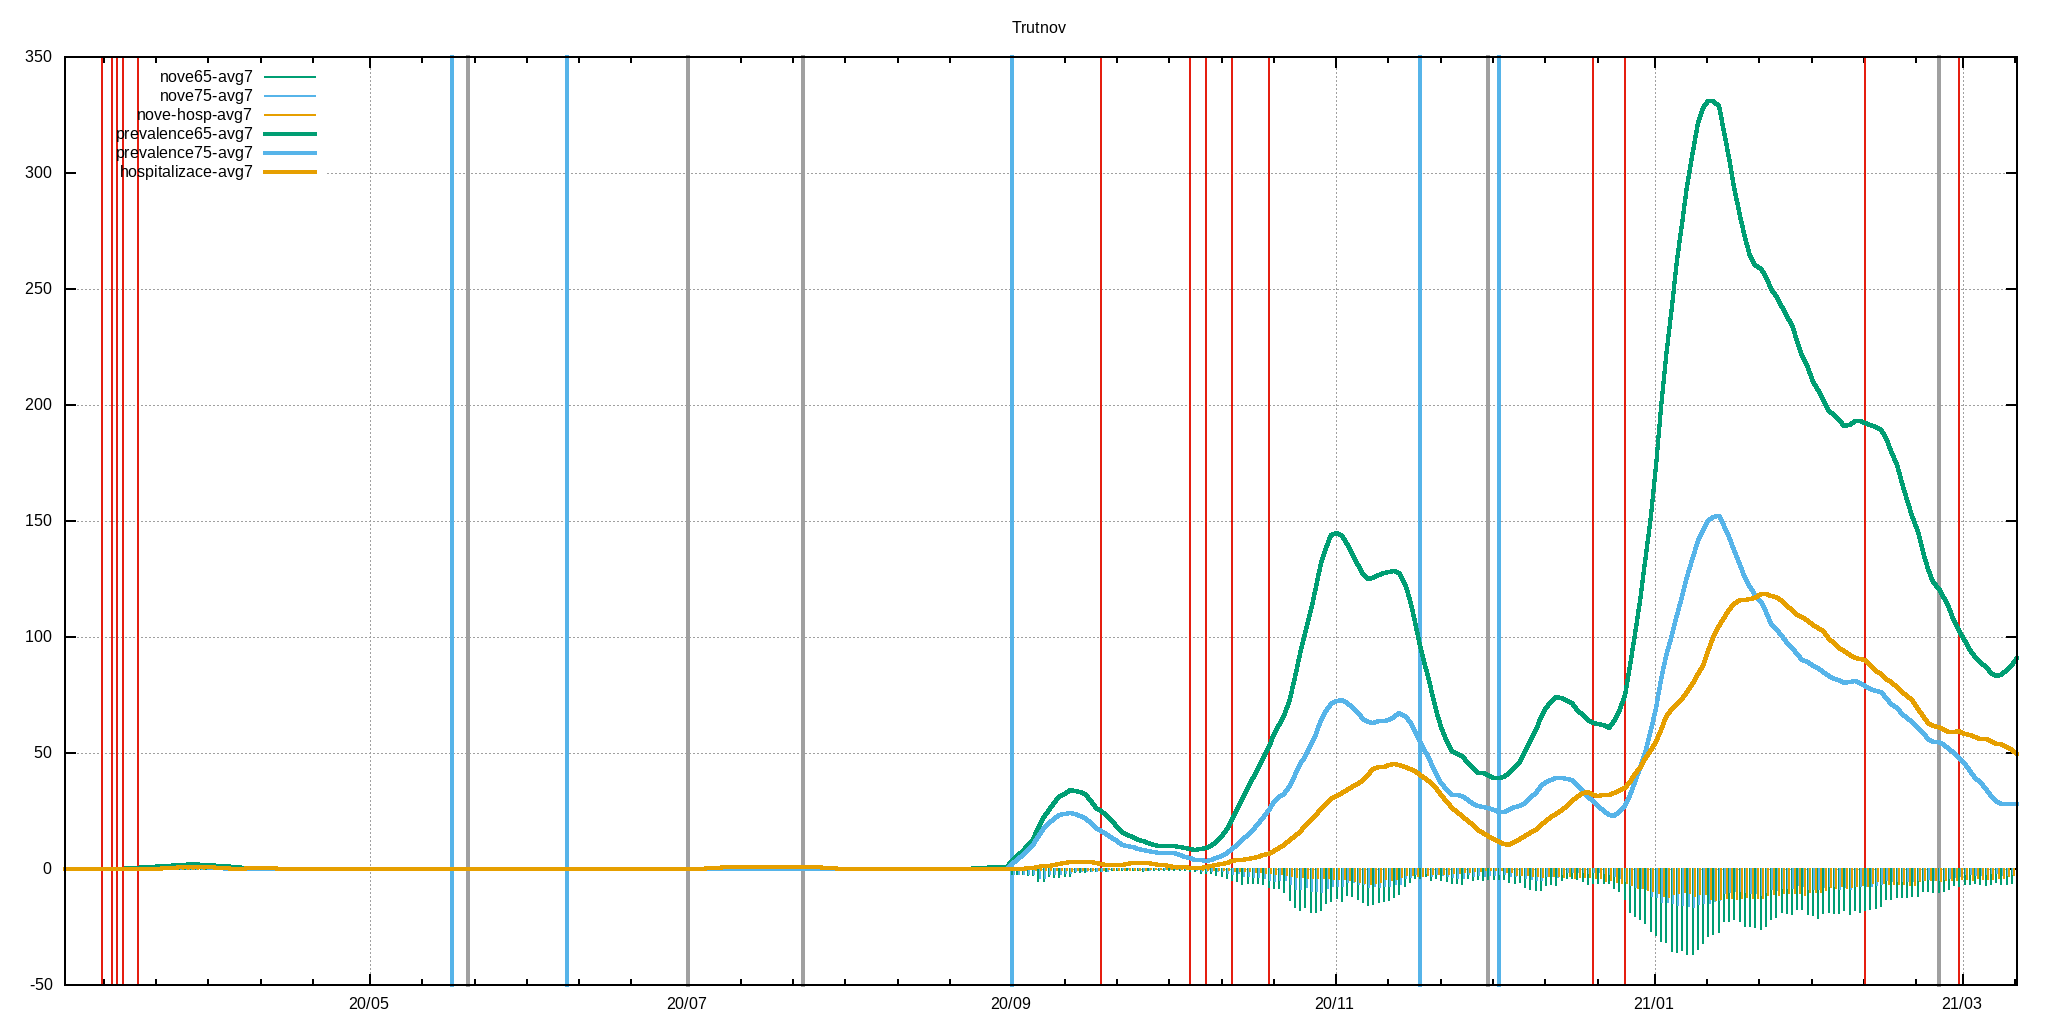 Trutnov
350
300
250
200
150
100
50
0
-50
nove65-avg7
nove75-avg7
nove-hosp-avg7
prevalence65-avg7
prevalence75-avg7
hospitalizace-avg7
20/05
20/07
20/09
20/11
21/01
21/03